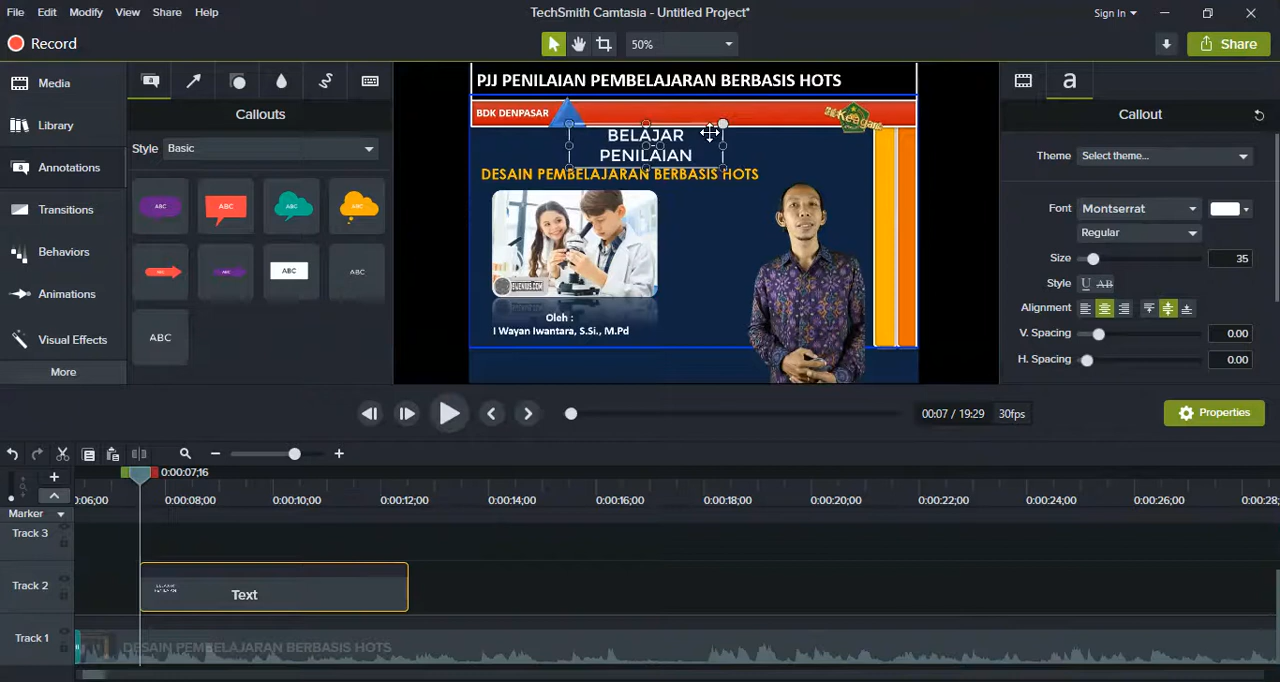 File Edit Modify View Share Help
TechSmith Camtasia - Untitled Project*
Sign In
Record
50%
Share
Media
Library
Annotations
Transitions
Behaviors
Animations
Visual Effects
More
Callouts
Style Basic
ABC ABC ABC ABC
ABC ABC ABC ABC
ABC
PJJ PENILAIAN PEMBELAJARAN BERBASIS HOTS
BDK DENPASAR
BELAJAR
PENILAIAN
DESAIN PEMBELAJARAN BERBASIS HOTS
Oleh :
I Wayan Iwantara, S.Si., M.Pd
Callout
Theme Select theme...
Font Montserrat
Regular
Size 35
Style U AB
Alignment
V. Spacing 0.00
H. Spacing 0.00
00:07 / 19:29 30fps
Properties
0:00:07;16
0:06;00 0:00:08;00 0:00:10;00 0:00:12;00 0:00:14;00 0:00:16;00 0:00:18;00 0:00:20;00 0:00:22;00 0:00:24;00 0:00:26;00 0:00:28;
Marker
Track 3
Track 2
Text
Track 1
DESAIN PEMBELAJARAN BERBASIS HOTS